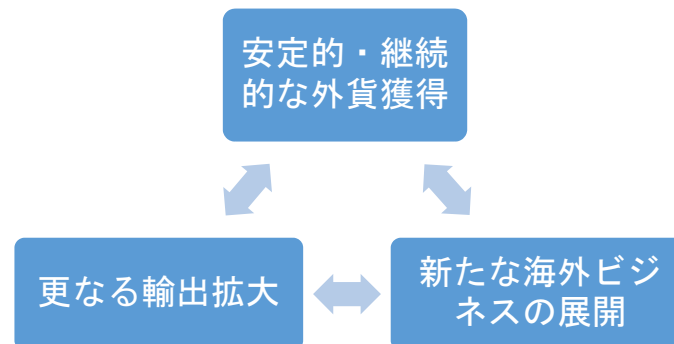 安定的・継続
的な外貨獲得
更なる輸出拡大
新たな海外ビジ
ネスの展開